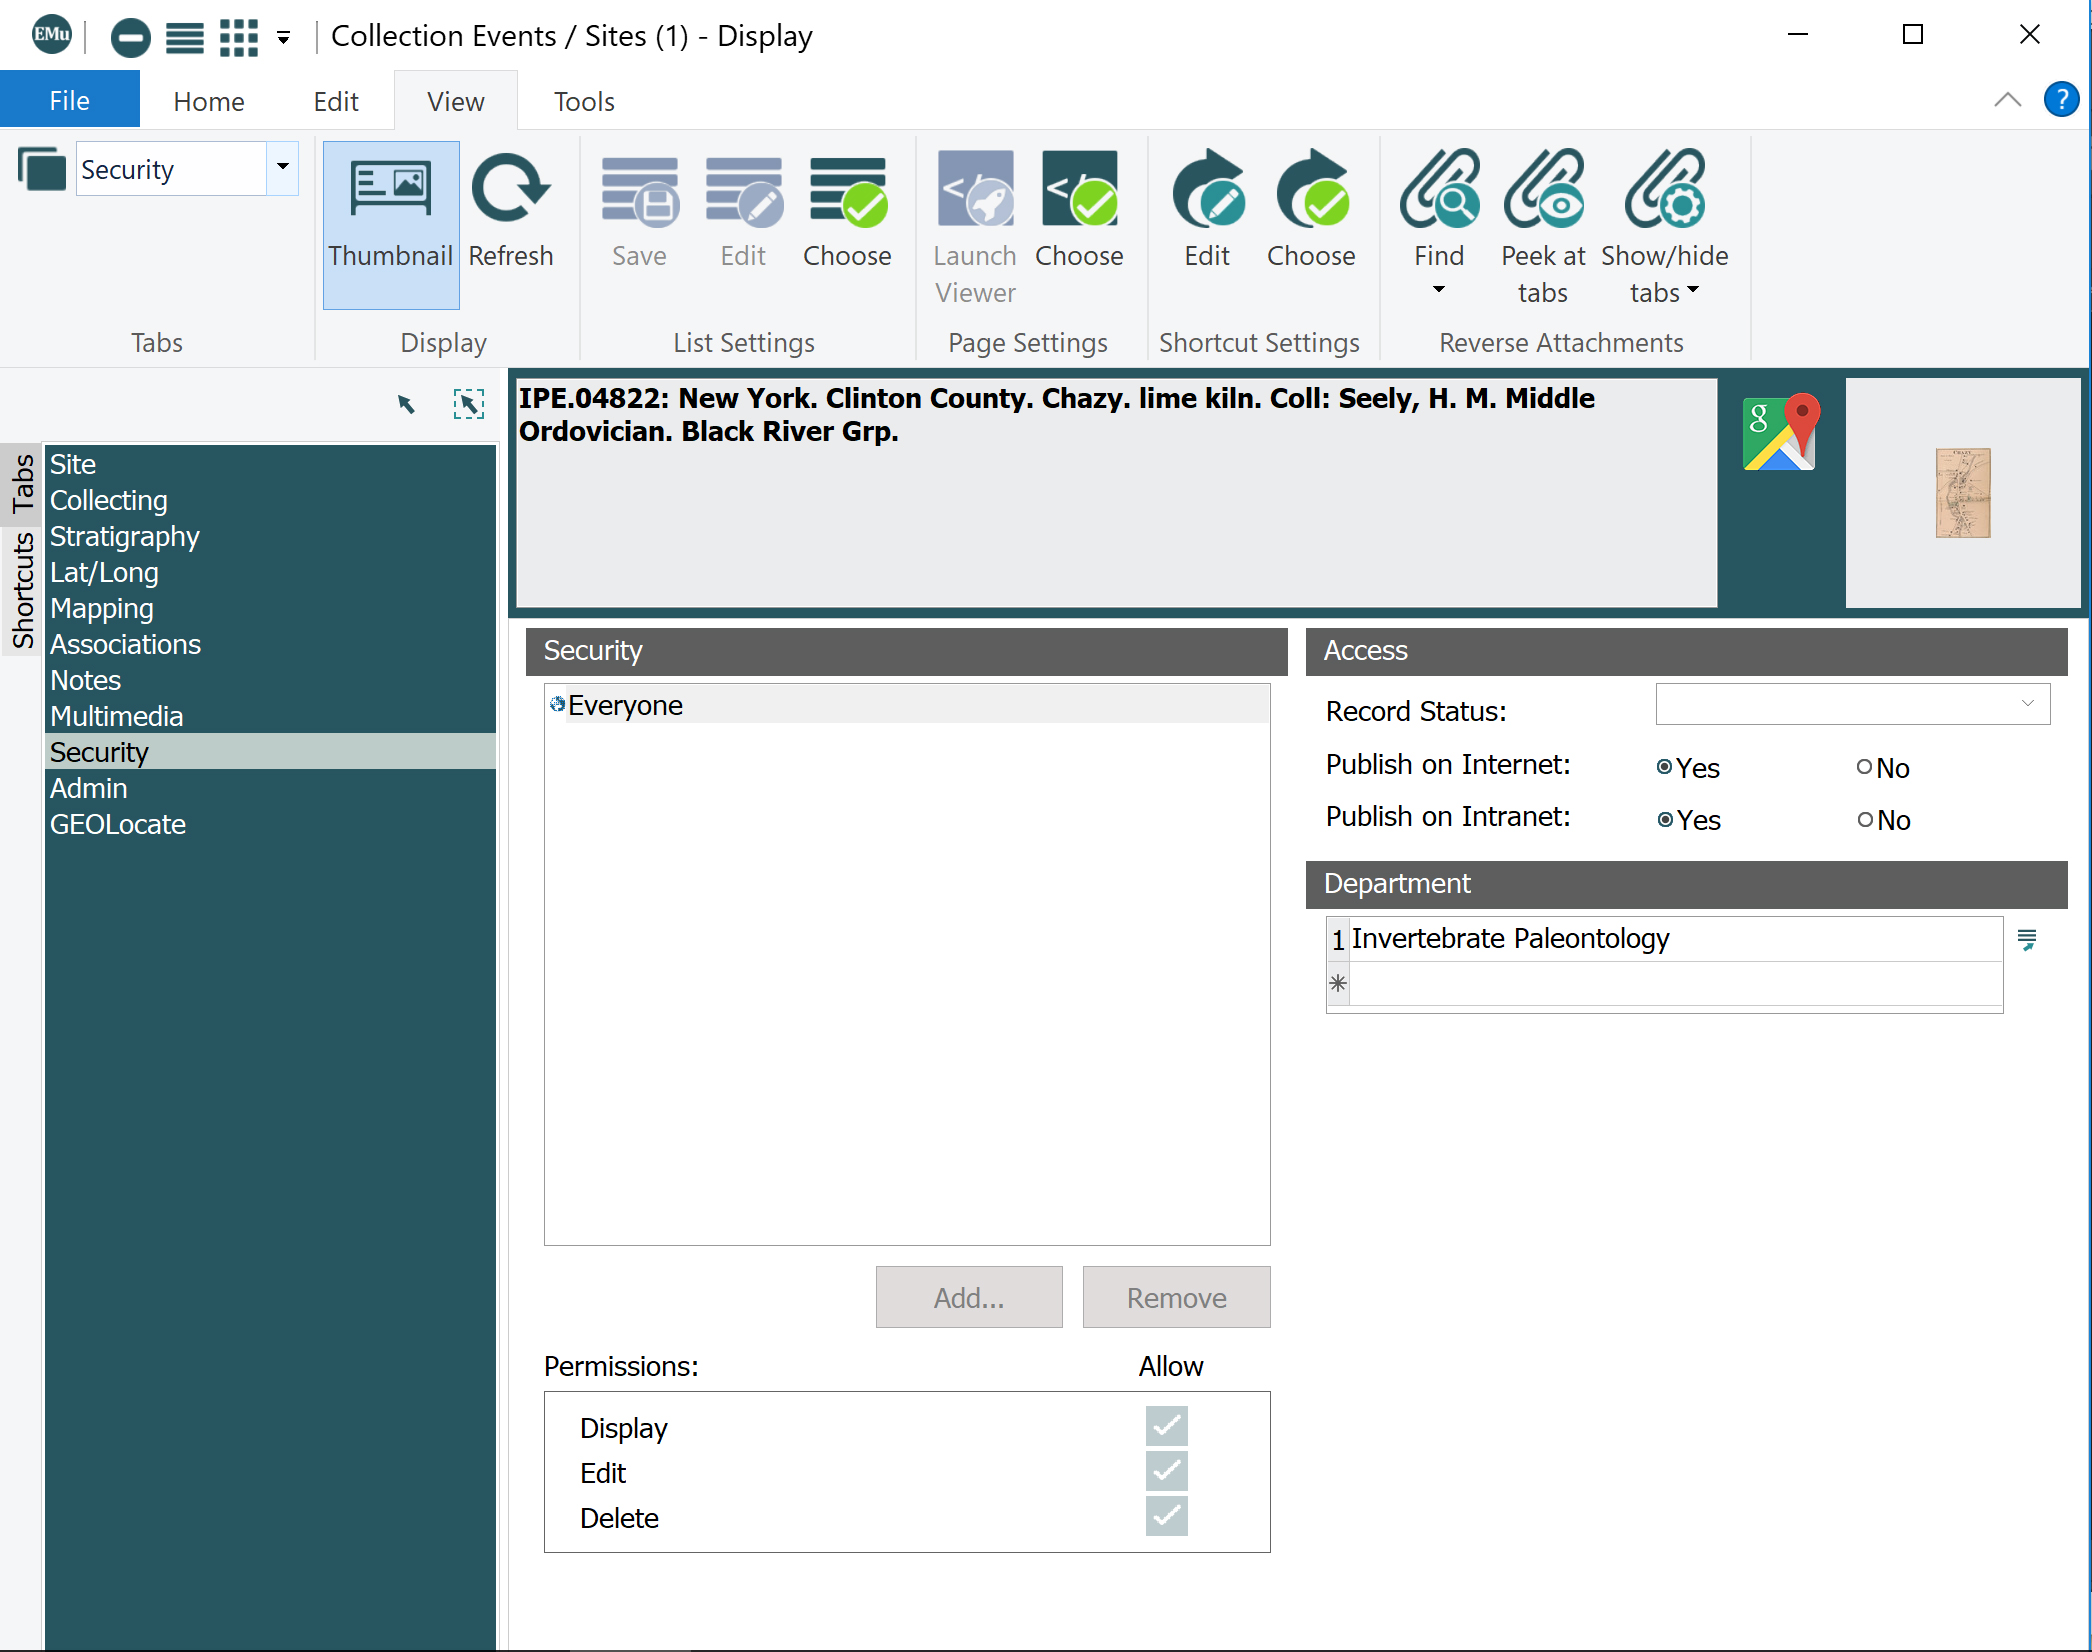 EMu
Collection Events / Sites (1) - Display
File
Home
Edit
View
Tools
?
Security
Thumbnail
Refresh
Save
Edit
Choose
Launch
Viewer
Choose
Edit
Choose
Find
Peek at
tabs
Show/hide
tabs
Tabs
Display
List Settings
Page Settings
Shortcut Settings
Reverse Attachments
Tabs
Shortcuts
Site
Collecting
Stratigraphy
Lat/Long
Mapping
Associations
Notes
Multimedia
Security
Admin
GEOLocate
IPE.04822: New York. Clinton County. Chazy. lime kiln. Coll: Seely, H. M. Middle
Ordovician. Black River Grp.
g
CHAZY
Security
Everyone
Add...
Remove
Permissions:
Allow
Display
Edit
Delete
Access
Record Status:
Publish on Internet:
Yes
No
Publish on Intranet:
Yes
No
Department
1 Invertebrate Paleontology